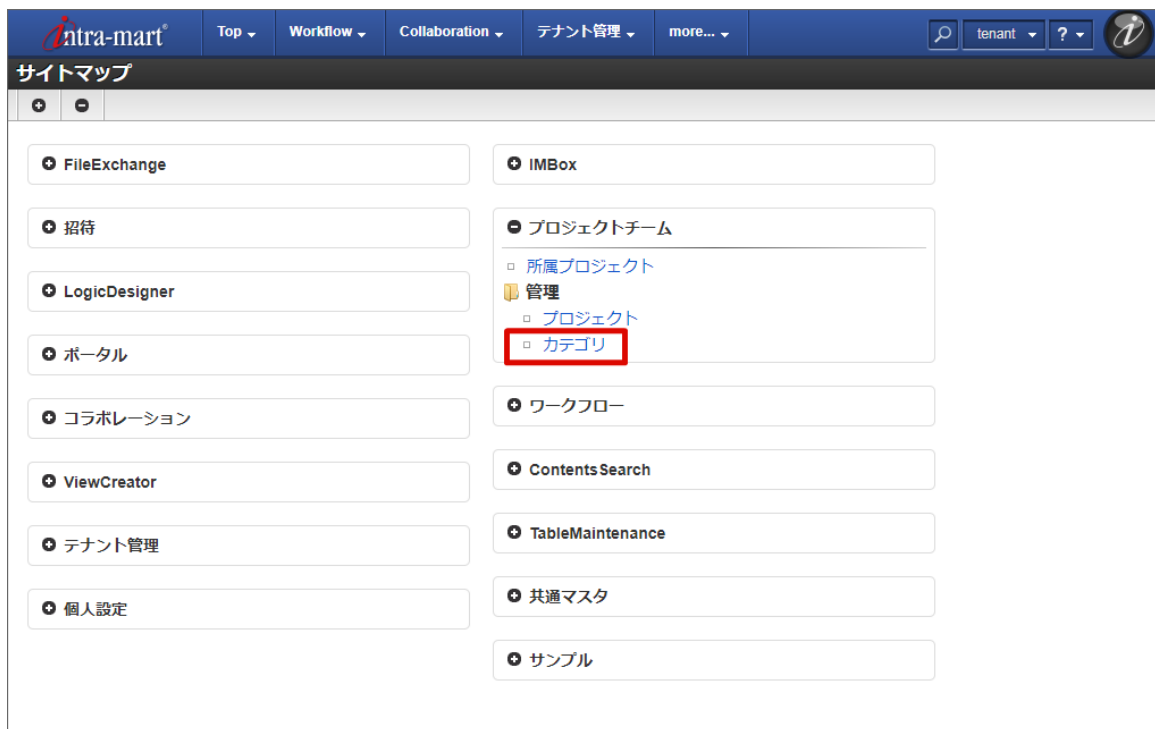 intra-mart®
Top
Workflow
Collaboration
テナント管理
more...
tenant
?
サイトマップ
FileExchange
招待
LogicDesigner
ポータル
コラボレーション
ViewCreator
テナント管理
個人設定
IMBox
プロジェクトチーム
所属プロジェクト
管理
プロジェクト
カテゴリ
ワークフロー
ContentsSearch
TableMaintenance
共通マスタ
サンプル